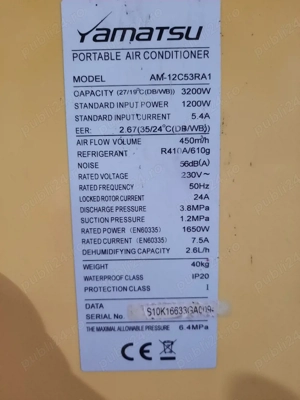 Yamatsu
PORTABLE AIR CONDITIONER
MODEL AM-12C53RA1
CAPACITY (27/19°C(DB/WB)) 3200W
STANDARD INPUT POWER 1200W
STANDARD INPUT CURRENT 5.4A
EER: 2.67(35/24°C(DB/WB))
AIR FLOW VOLUME 450m³/h
REFRIGERANT R410A/610g
NOISE 56dB(A)
RATED VOLTAGE 230V~
RATED FREQUENCY 50Hz
LOCKED ROTOR CURRENT 24A
DISCHARGE PRESSURE 3.8MPa
SUCTION PRESSURE 1.2MPa
RATED POWER (EN60335) 1650W
RATED CURRENT (EN60335) 7.5A
DEHUMIDIFYING CAPACITY 2.6L/h
WEIGHT 40kg
WATERPROOF CLASS IP20
PROTECTION CLASS I
DATA
SERIAL No
THE MAXIMAL ALLOWABLE PRESSURE 6.4MPa
CE